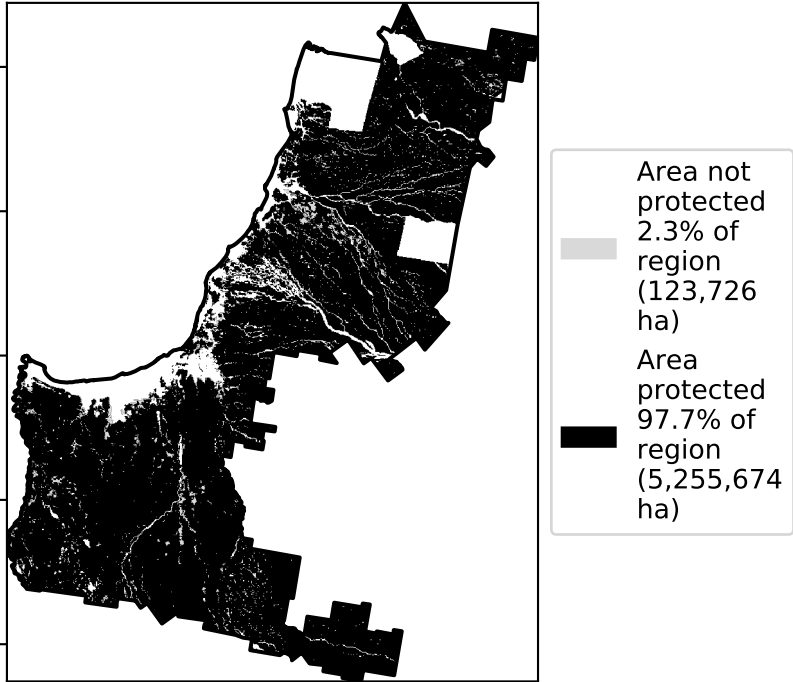 Area not
protected
2.3% of
region
(123,726
ha)
Area
protected
97.7% of
region
(5,255,674
ha)